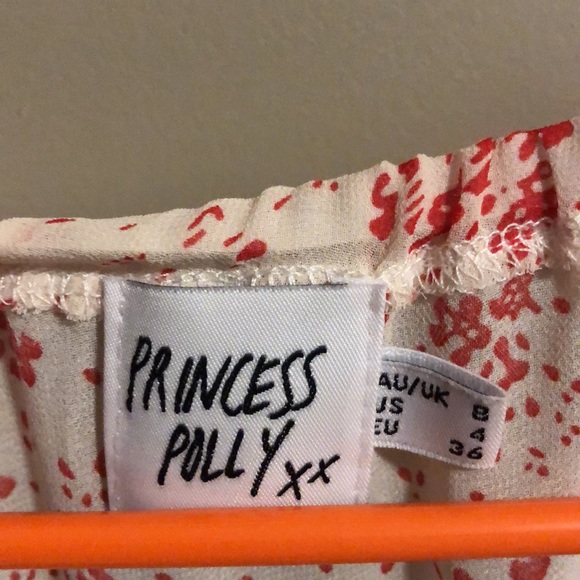 PRINCESS
POLLY xx
AU/UK 8
US 4
EU 36